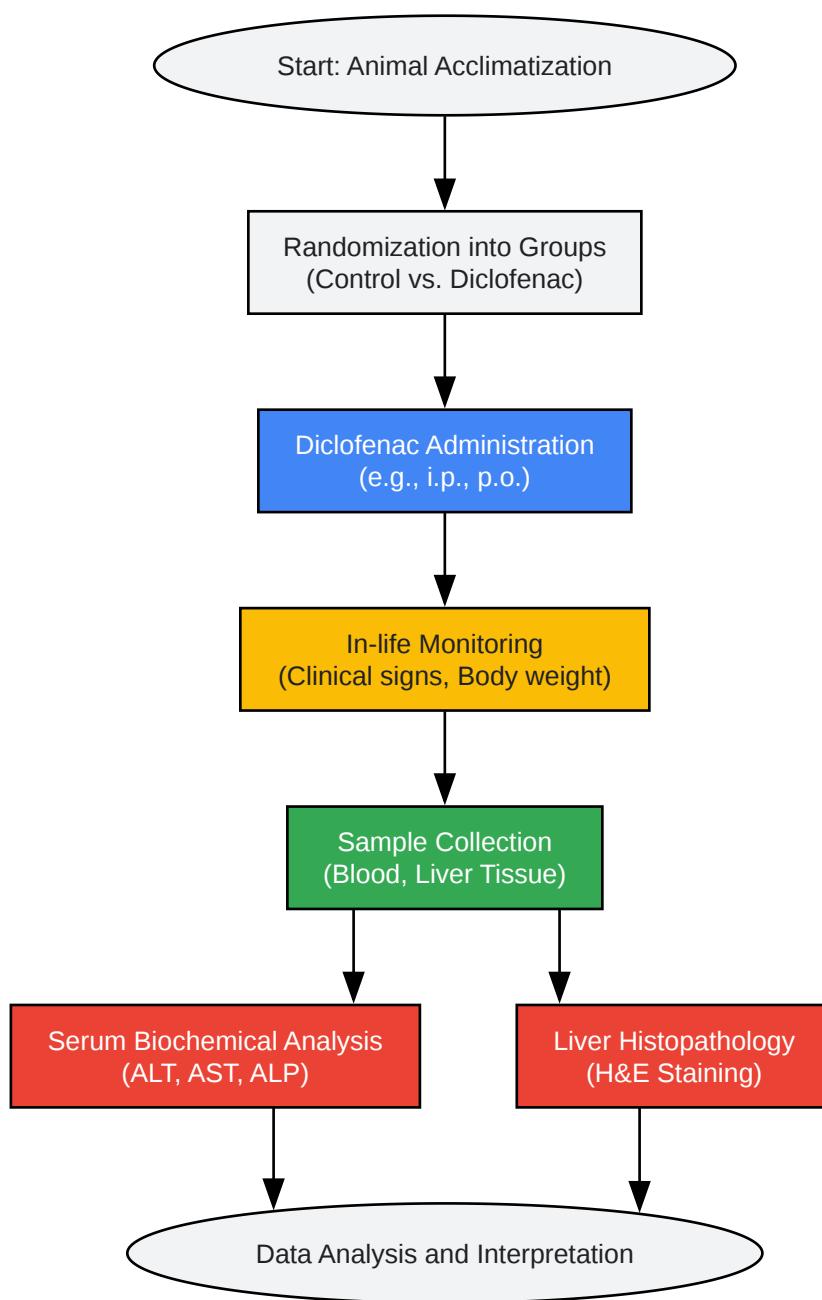 Start: Animal Acclimatization
Randomization into Groups
(Control vs. Diclofenac)
Diclofenac Administration
(e.g., i.p., p.o.)
In-life Monitoring
(Clinical signs, Body weight)
Sample Collection
(Blood, Liver Tissue)
Serum Biochemical Analysis
(ALT, AST, ALP)
Liver Histopathology
(H&E Staining)
Data Analysis and Interpretation